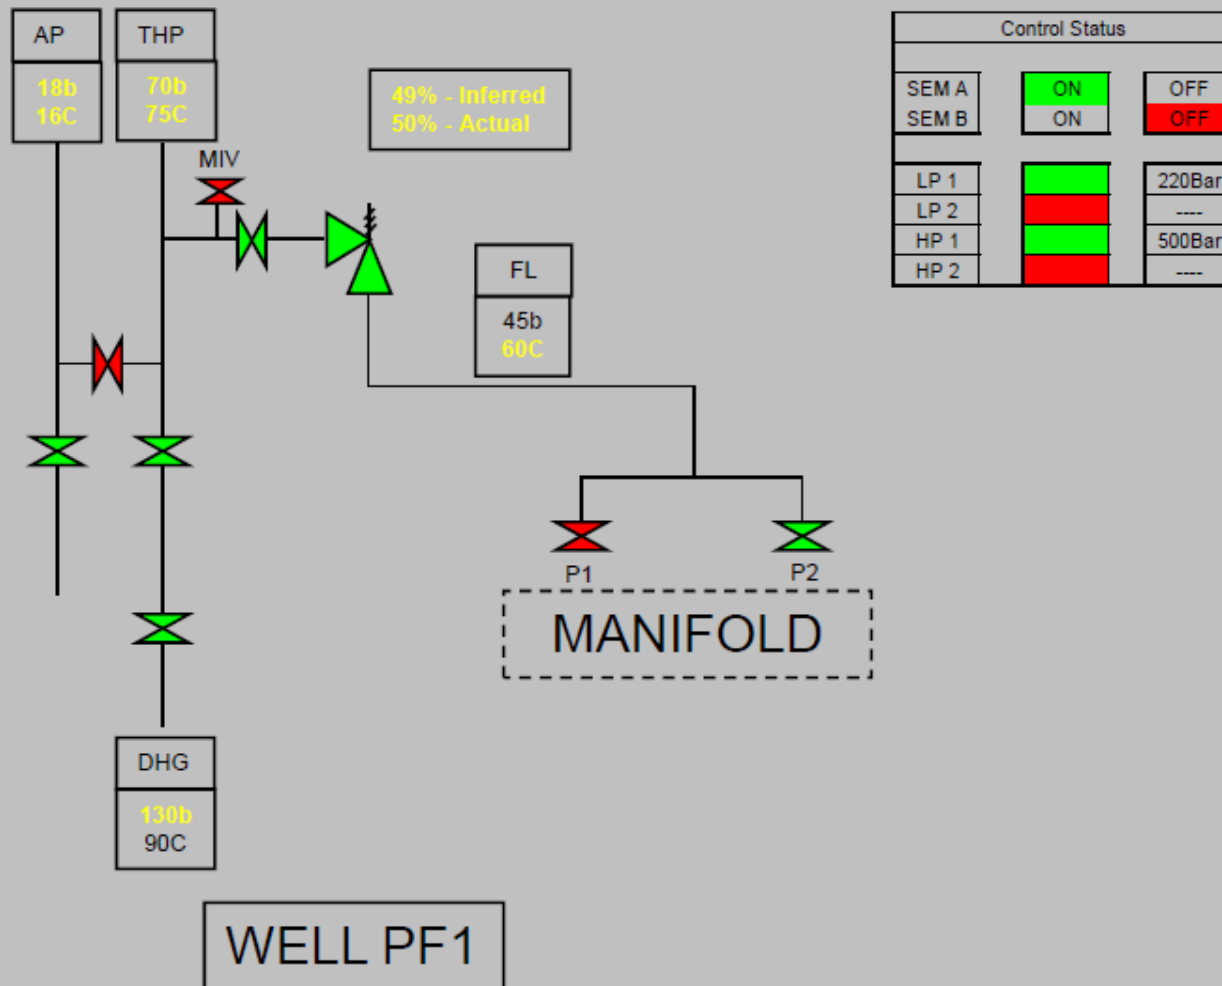 AP
18b
16C
THP
70b
75C
49% - Inferred
50% - Actual
MIV
FL
45b
60C
P1
P2
MANIFOLD
DHG
130b
90C
WELL PF1
Control Status
SEM A ON OFF
SEM B ON OFF
LP 1 220Bar
LP 2 ----
HP 1 500Bar
HP 2 ----